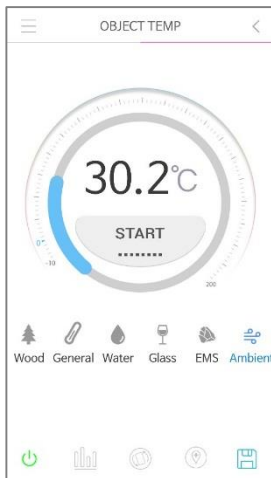 OBJECT TEMP
30.2°C
START
0°
-10
200
Wood General Water Glass EMS Ambient